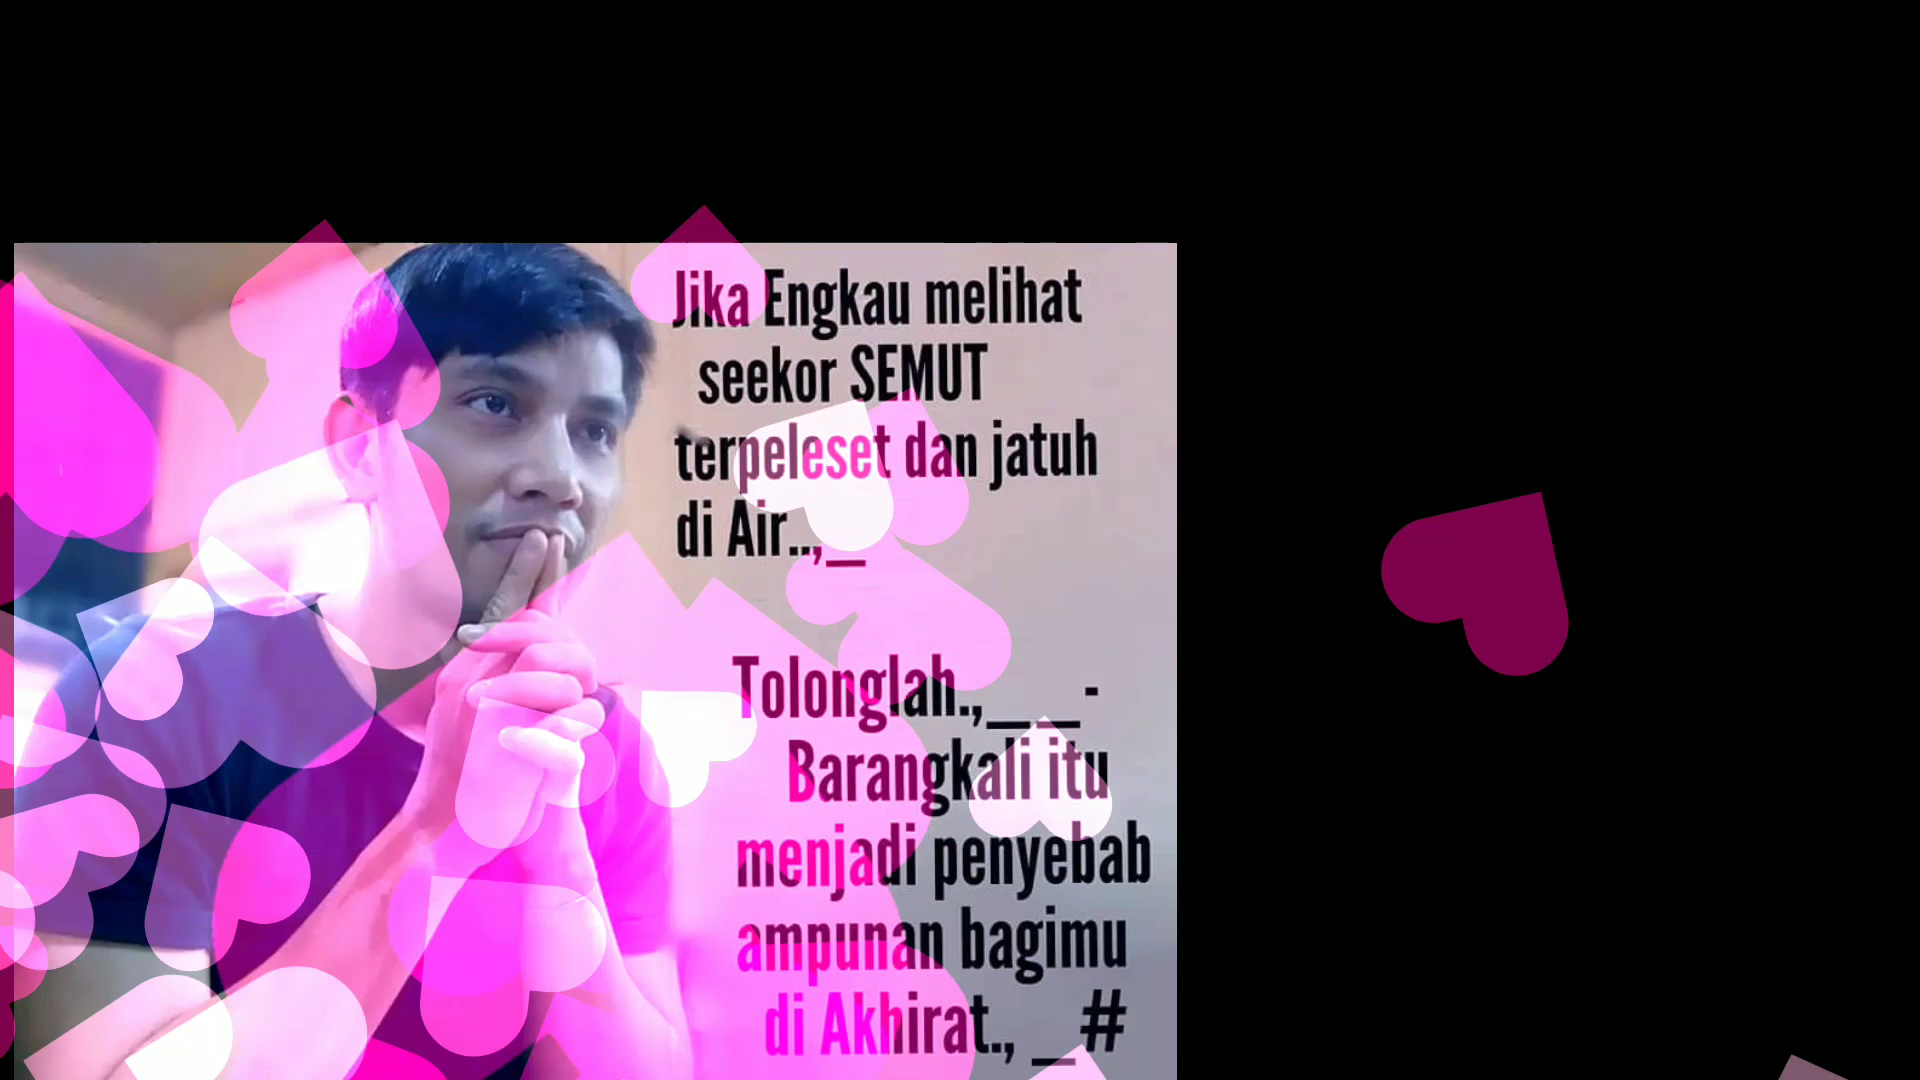 Jika Engkau melihat
seekor SEMUT
terpeleset dan jatuh
di Air..,_
Tolonglah.,__-
Barangkali itu
menjadi penyebab
ampunan bagimu
di Akhirat., _#